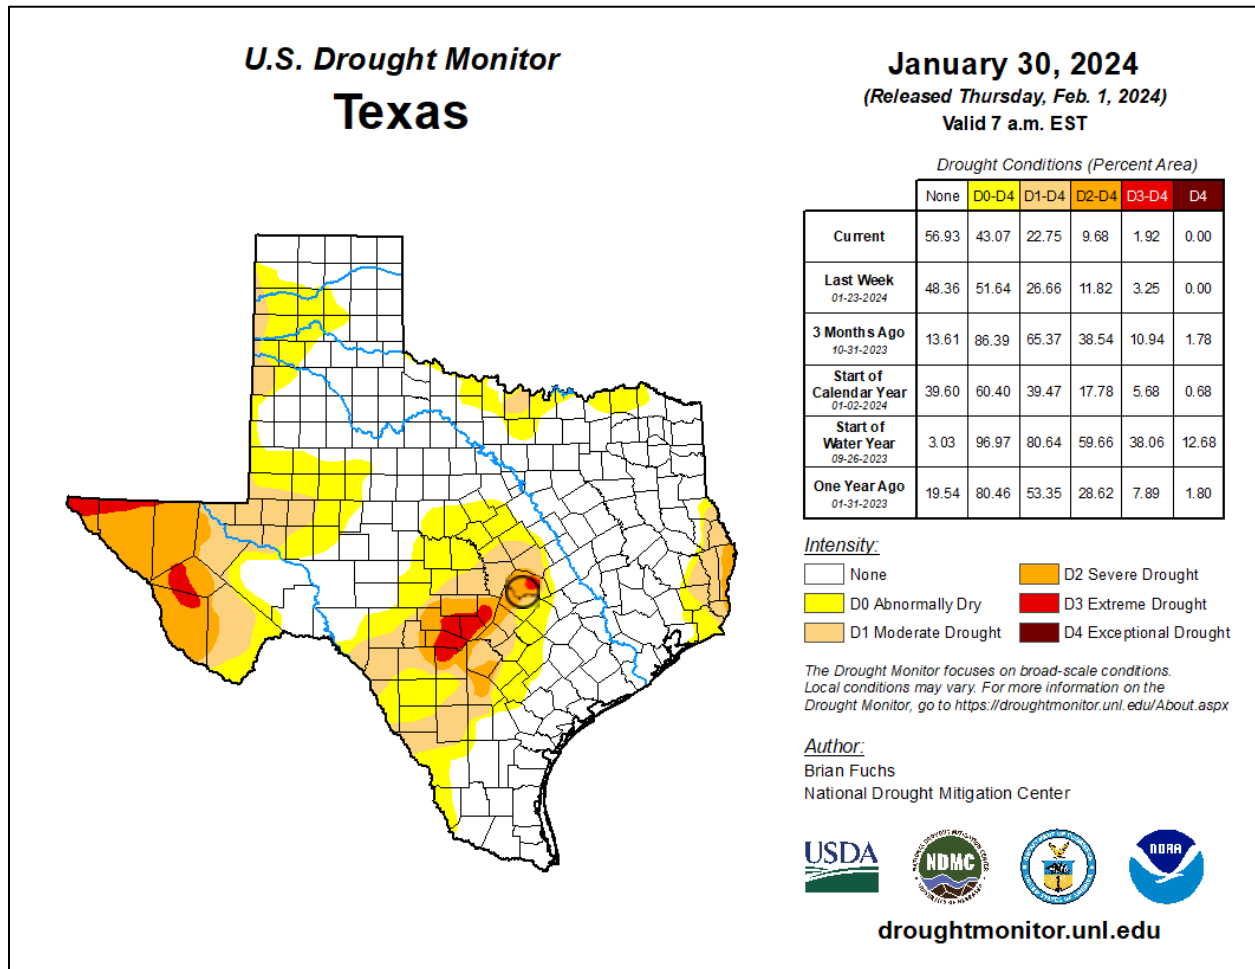 U.S. Drought Monitor
Texas
January 30, 2024
(Released Thursday, Feb. 1, 2024)
Valid 7 a.m. EST
Drought Conditions (Percent Area)
None D0-D4 D1-D4 D2-D4 D3-D4 D4
Current 56.93 43.07 22.75 9.68 1.92 0.00
Last Week
01-23-2024 48.36 51.64 26.66 11.82 3.25 0.00
3 Months Ago
10-31-2023 13.61 86.39 65.37 38.54 10.94 1.78
Start of
Calendar Year
01-02-2024 39.60 60.40 39.47 17.78 5.68 0.68
Start of
Water Year
09-26-2023 3.03 96.97 80.64 59.66 38.06 12.68
One Year Ago
01-31-2023 19.54 80.46 53.35 28.62 7.89 1.80
Intensity:
None
D0 Abnormally Dry
D1 Moderate Drought
D2 Severe Drought
D3 Extreme Drought
D4 Exceptional Drought
The Drought Monitor focuses on broad-scale conditions.
Local conditions may vary. For more information on the
Drought Monitor, go to https://droughtmonitor.unl.edu/About.aspx
Author:
Brian Fuchs
National Drought Mitigation Center
USDA
NDMC
NOAA
droughtmonitor.unl.edu